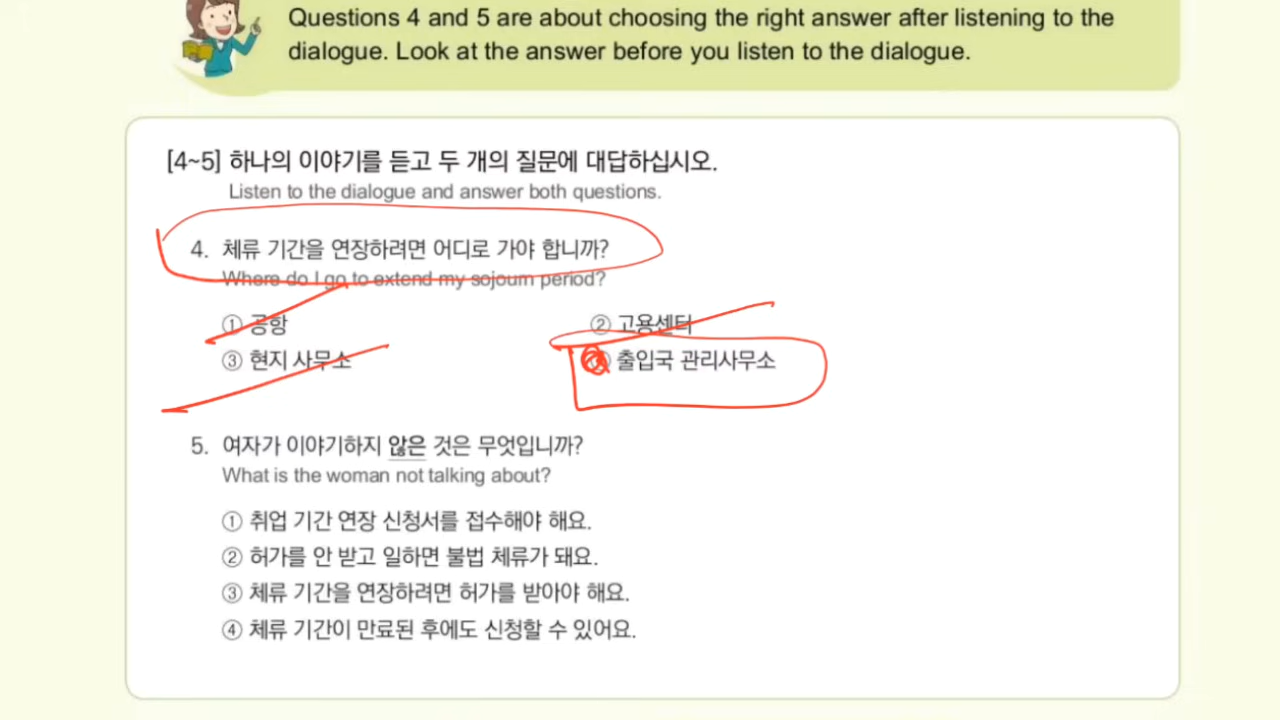 Questions 4 and 5 are about choosing the right answer after listening to the
dialogue. Look at the answer before you listen to the dialogue.
[4~5] 하나의 이야기를 듣고 두 개의 질문에 대답하십시오.
Listen to the dialogue and answer both questions.
4. 체류 기간을 연장하려면 어디로 가야 합니까?
Where do I go to extend my sojourn period?
① 공항 ② 고용센터
③ 현지 사무소 출입국 관리사무소
5. 여자가 이야기하지 않은 것은 무엇입니까?
What is the woman not talking about?
① 취업 기간 연장 신청서를 접수해야 해요.
② 허가를 안 받고 일하면 불법 체류가 돼요.
③ 체류 기간을 연장하려면 허가를 받아야 해요.
④ 체류 기간이 만료된 후에도 신청할 수 있어요.